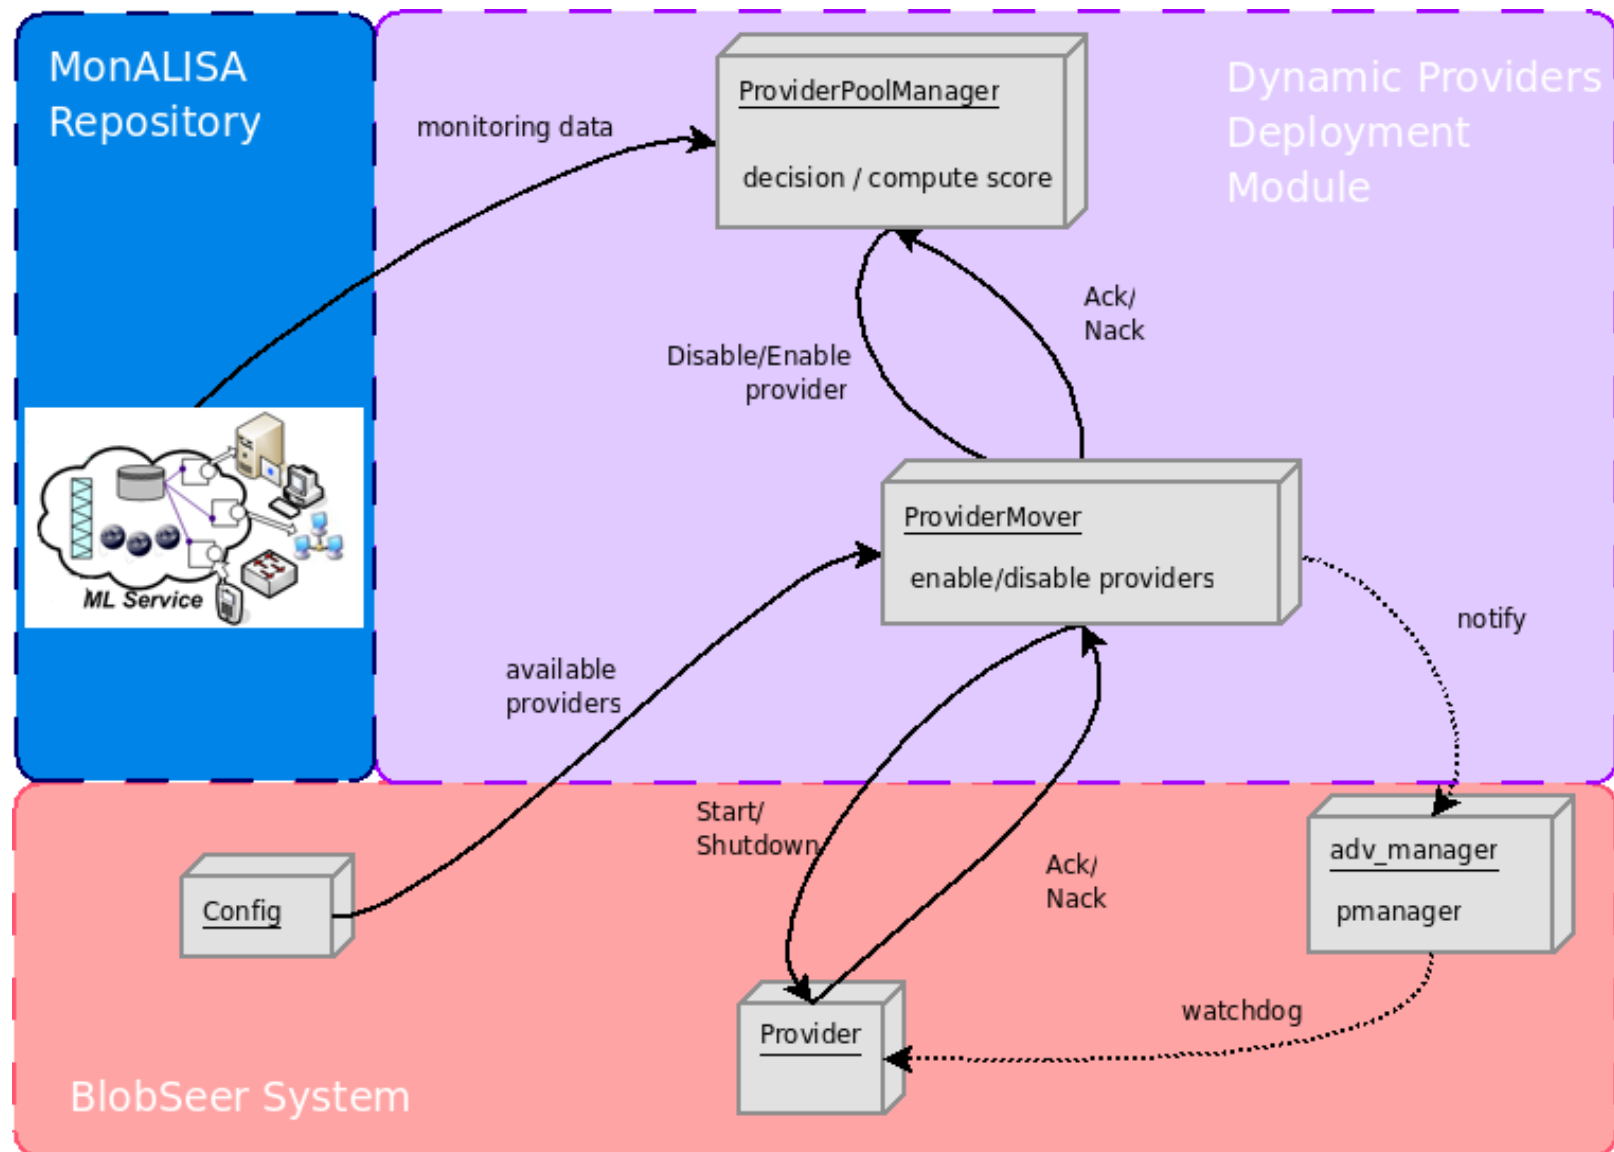 MonALISA
Repository
monitoring data
ProviderPoolManager
decision / compute score
Dynamic Providers
Deployment
Module
Ack/
Nack
Disable/Enable
provider
ML Service
ProviderMover
enable/disable providers
notify
available
providers
Start/
Shutdown
Ack/
Nack
adv_manager
pmanager
Config
watchdog
Provider
BlobSeer System